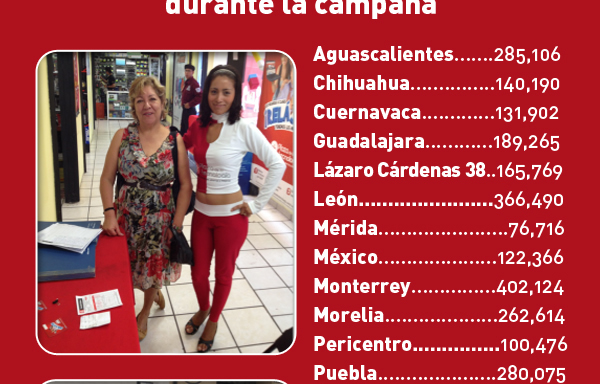 durante la campaña
Aguascalientes.......285,106
Chihuahua...............140,190
Cuernavaca.............131,902
Guadalajara............189,265
Lázaro Cárdenas 38..165,769
León.......................366,490
Mérida......................76,716
México....................122,366
Monterrey...............402,124
Morelia...................262,614
Pericentro...............100,476
Puebla....................280,075
RELA